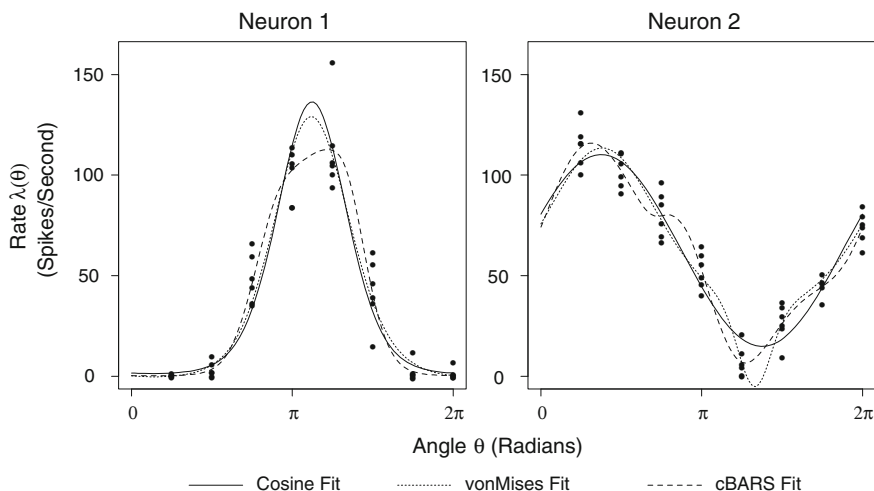 Neuron 1
Neuron 2
Rate λ(θ)
(Spikes/Second)
150
100
50
0
0
π
2π
150
100
50
0
0
π
2π
Angle θ (Radians)
Cosine Fit
vonMises Fit
cBARS Fit